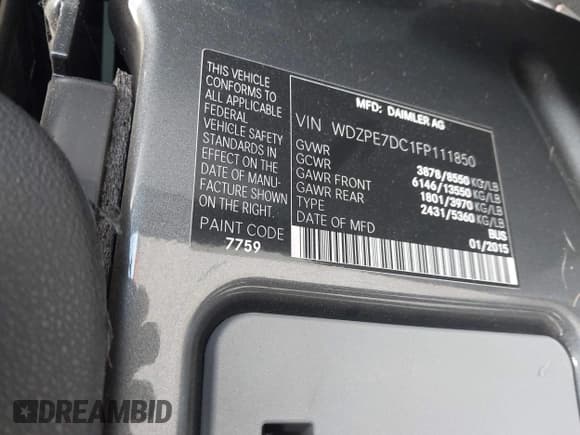 THIS VEHICLE
CONFORMS TO
ALL APPLICABLE
FEDERAL
VEHICLE SAFETY
STANDARDS
IN EFFECT ON THE
DATE OF MANU-
FACTURE SHOWN
ON THE RIGHT.
PAINT CODE
7759
MFD: DAIMLER AG
VIN WDZPE7DC1FP111850
GVWR 3878/8550 KG/LB
GCWR 6146/13550 KG/LB
GAWR FRONT 1801/3970 KG/LB
GAWR REAR 2431/5360 KG/LB
TYPE BUS
DATE OF MFD 01/2015
DREAMBID